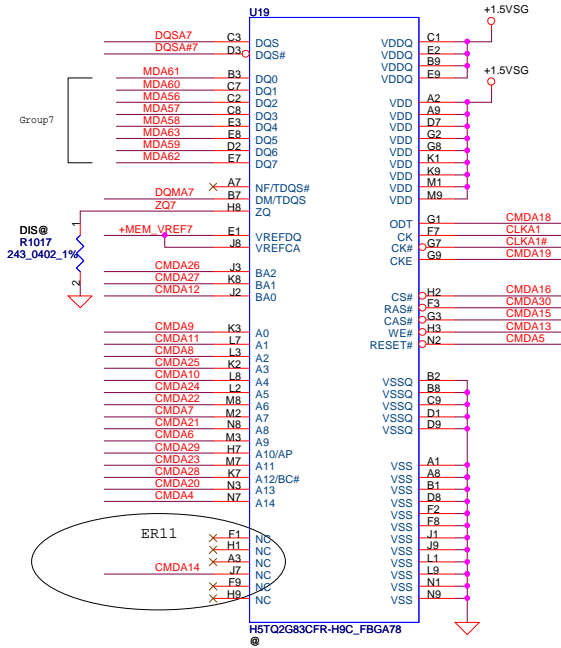 U19
+1.5VSG
DQSA7 C3 DQS VDDQ C1
DQSA#7 D3 DQS# VDDQ E2
VDDQ B9
MDA61 B3 DQ0 VDDQ E9
MDA60 C7 DQ1 +1.5VSG
MDA56 C2 DQ2 VDD A2
MDA57 C8 DQ3 VDD A9
Group7 MDA58 E3 DQ4 VDD D7
MDA63 E8 DQ5 VDD G2
MDA59 D2 DQ6 VDD G8
MDA62 E7 DQ7 VDD K1
VDD K9
A7 NF/TDQS# VDD M1
DQMA7 B7 DM/TDQS VDD M9
ZQ7 H8 ZQ
ODT G1 CMDA18
DIS@ +MEM_VREF7 E1 VREFDQ CK F7 CLKA1
R1017 J8 VREFCA CK# G7 CLKA1#
243_0402_1% CKE G9 CMDA19
1
2
CMDA26 J3 BA2
CMDA27 K8 BA1 CS# H2 CMDA16
CMDA12 J2 BA0 RAS# F3 CMDA30
CAS# G3 CMDA15
CMDA9 K3 A0 WE# H3 CMDA13
CMDA11 L7 A1 RESET# N2 CMDA5
CMDA8 L3 A2
CMDA25 K2 A3
CMDA10 L8 A4 VSSQ B2
CMDA24 L2 A5 VSSQ B8
CMDA22 M8 A6 VSSQ C9
CMDA7 M2 A7 VSSQ D1
CMDA21 N8 A8 VSSQ D9
CMDA6 M3 A9
CMDA29 H7 A10/AP
CMDA23 M7 A11 VSS A1
CMDA28 K7 A12/BC# VSS A8
CMDA20 N3 A13 VSS B1
CMDA4 N7 A14 VSS D8
VSS F2
ER11 VSS F8
F1 NC VSS J1
H1 NC VSS J9
A3 NC VSS L1
CMDA14 J7 NC VSS L9
F9 NC VSS N1
H9 NC VSS N9
H5TQ2G83CFR-H9C_FBGA78
@